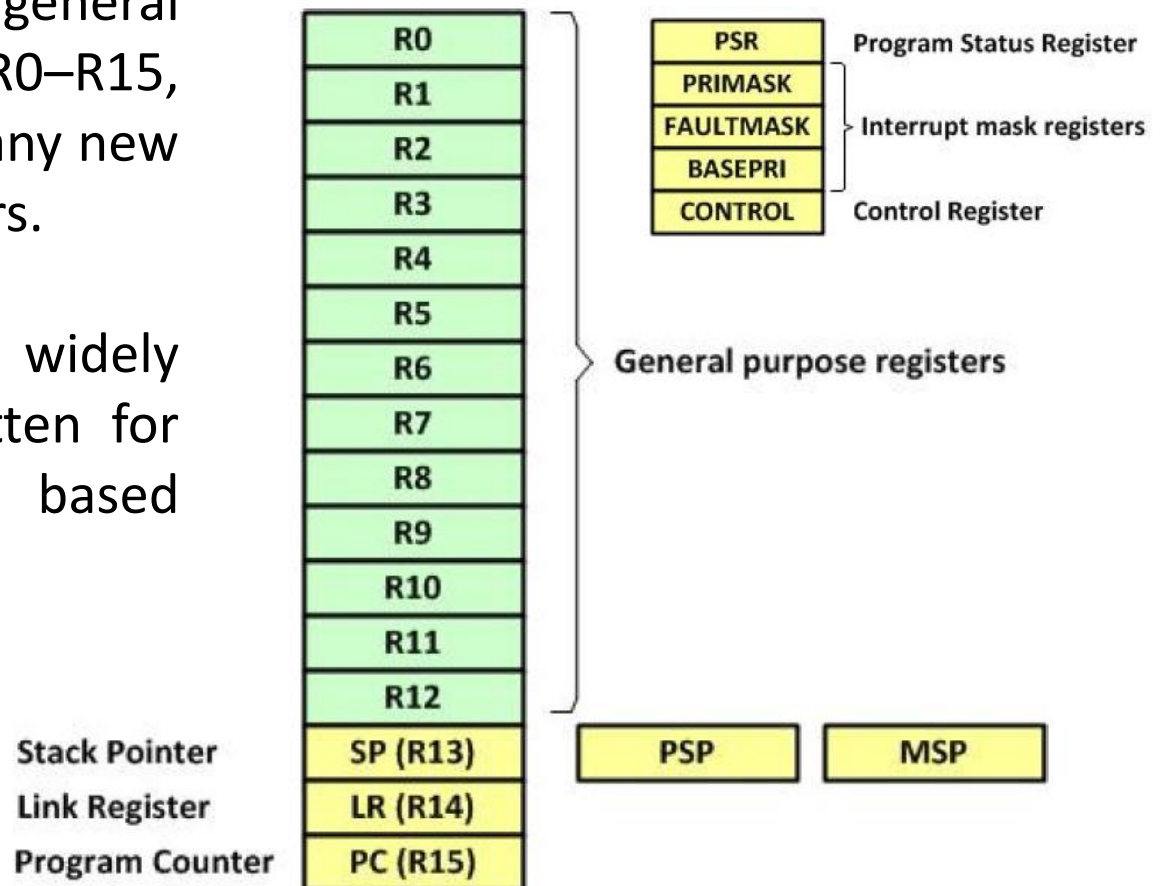 general
R0–R15,
any new
rs.
widely
tten for
based
R0
R1
R2
R3
R4
R5
R6
R7
R8
R9
R10
R11
R12
General purpose registers
Stack Pointer SP (R13) PSP MSP
Link Register LR (R14)
Program Counter PC (R15)
PSR Program Status Register
PRIMASK
FAULTMASK Interrupt mask registers
BASEPRI
CONTROL Control Register